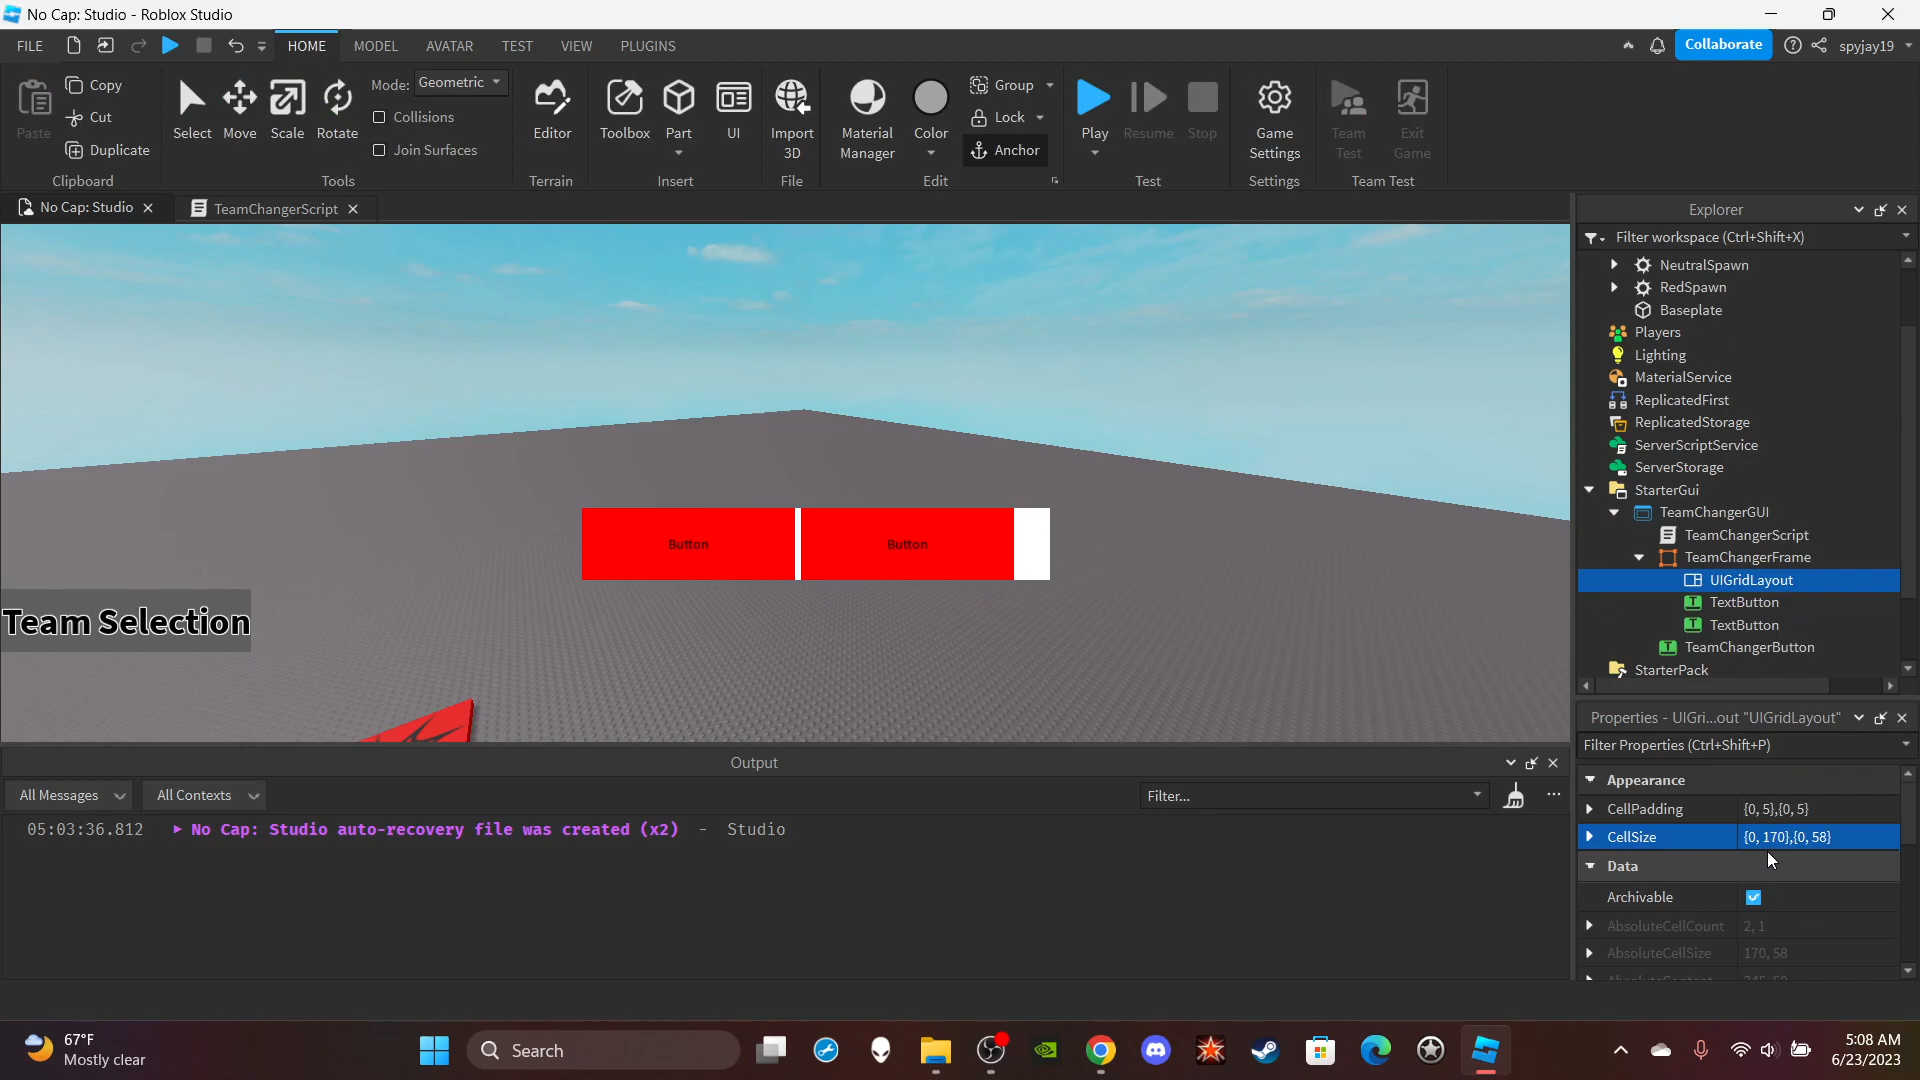 No Cap: Studio - Roblox Studio
FILE HOME MODEL AVATAR TEST VIEW PLUGINS Collaborate spyjay19
Paste Copy Cut Duplicate Clipboard
Select Move Scale Rotate Mode: Geometric Collisions Join Surfaces Tools
Editor Terrain
Toolbox Part UI Insert
Import 3D File
Material Manager Color Group Lock Anchor Edit
Play Resume Stop Test
Game Settings Settings
Team Test Exit Game Team Test
No Cap: Studio TeamChangerScript
Button Button
Team Selection
Explorer
Filter workspace (Ctrl+Shift+X)
NeutralSpawn
RedSpawn
Baseplate
Players
Lighting
MaterialService
ReplicatedFirst
ReplicatedStorage
ServerScriptService
ServerStorage
StarterGui
TeamChangerGUI
TeamChangerScript
TeamChangerFrame
UIGridLayout
TextButton
TextButton
TeamChangerButton
StarterPack
Properties - UIGri...out "UIGridLayout"
Filter Properties (Ctrl+Shift+P)
Appearance
CellPadding {0, 5},{0, 5}
CellSize {0, 170},{0, 58}
Data
Archivable
AbsoluteCellCount 2, 1
AbsoluteCellSize 170, 58
Output
All Messages All Contexts Filter...
05:03:36.812 No Cap: Studio auto-recovery file was created (x2) - Studio
67°F
Mostly clear
Search
5:08 AM
6/23/2023